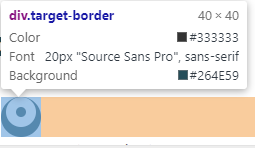 div.target-border 40 × 40
Color #333333
Font 20px "Source Sans Pro", sans-serif
Background #264E59